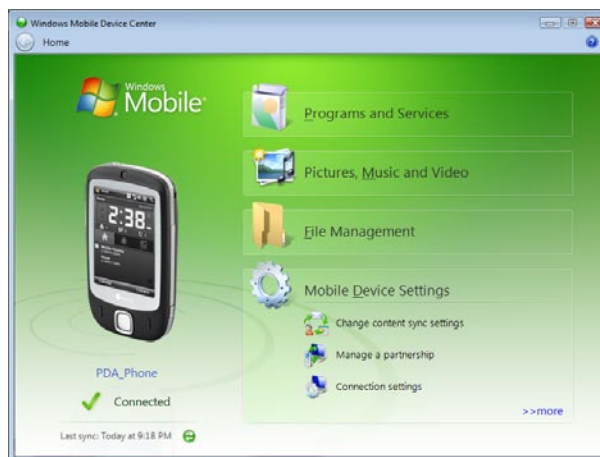 Windows Mobile Device Center
Home
Windows
Mobile
Programs and Services
Pictures, Music and Video
File Management
Mobile Device Settings
Change content sync settings
Manage a partnership
Connection settings
>>more
2:38
PDA_Phone
Connected
Last sync: Today at 9:18 PM